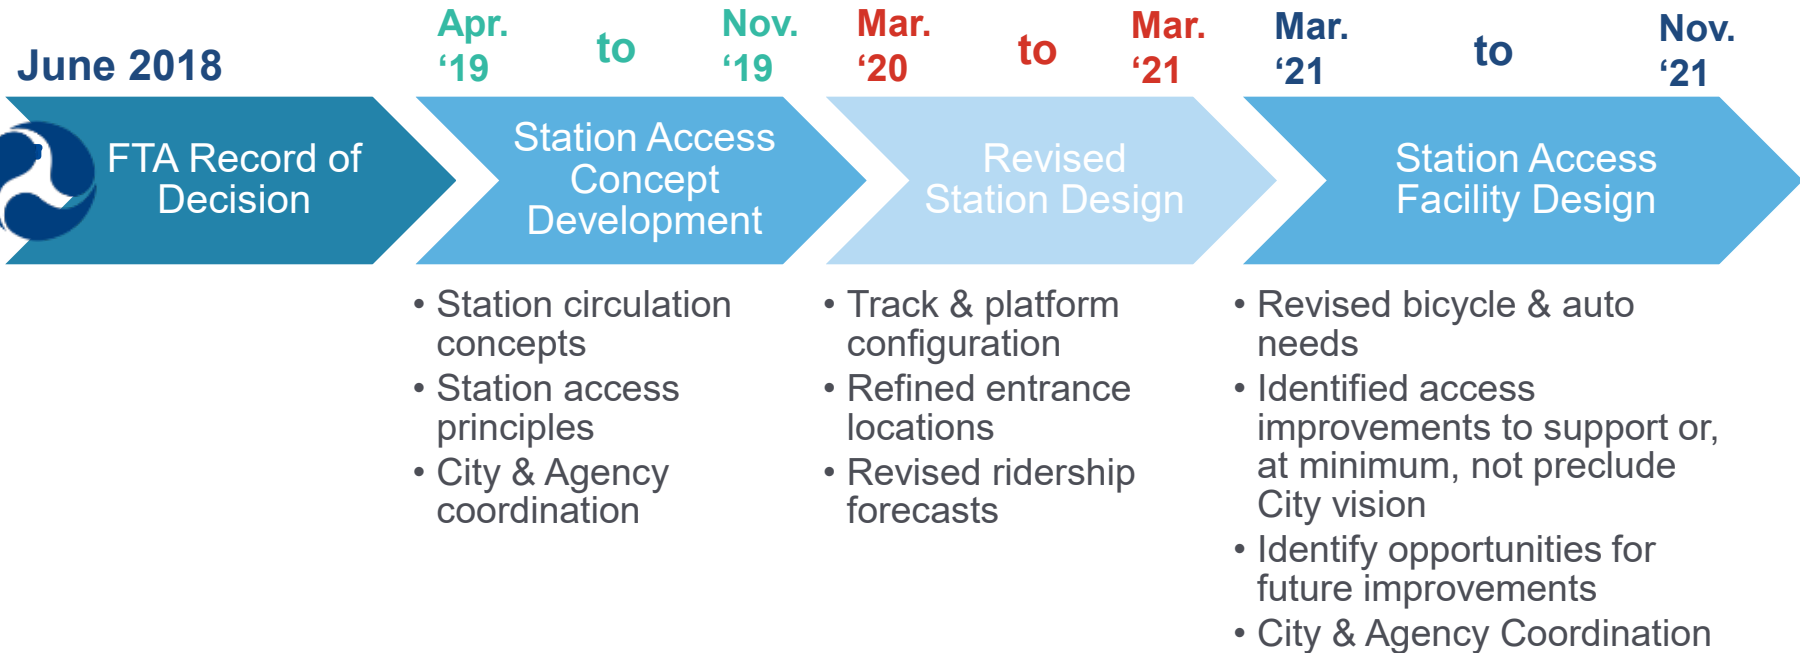 June 2018
Apr. ‘19 to Nov. ‘19
Mar. ‘20 to Mar. ‘21
Mar. ‘21 to Nov. ‘21
FTA Record of
Decision
Station Access
Concept
Development
Revised
Station Design
Station Access
Facility Design
• Station circulation
concepts
• Station access
principles
• City & Agency
coordination
• Track & platform
configuration
• Refined entrance
locations
• Revised ridership
forecasts
• Revised bicycle & auto
needs
• Identified access
improvements to support or,
at minimum, not preclude
City vision
• Identify opportunities for
future improvements
• City & Agency Coordination